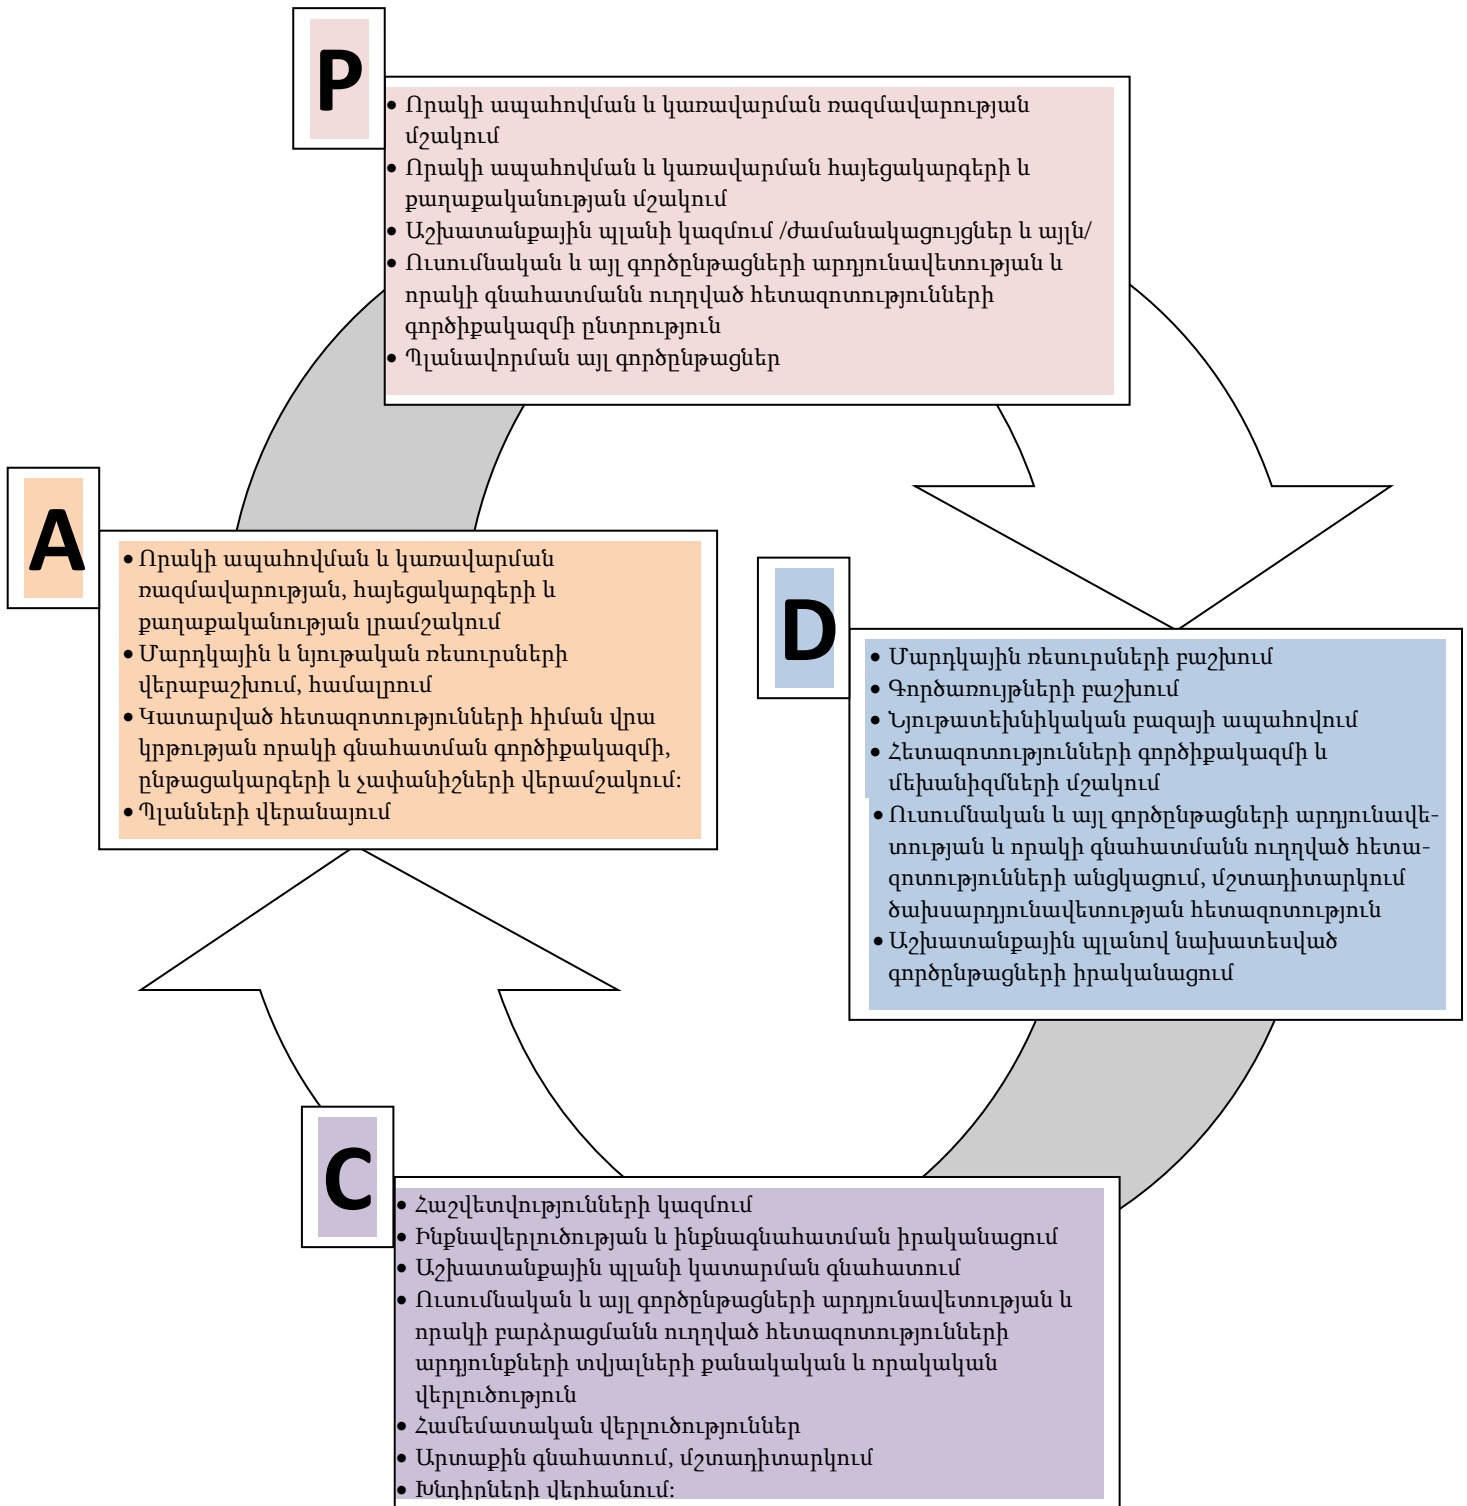 P
• Որակի ապահովման և կառավարման ռազմավարության
մշակում
• Որակի ապահովման և կառավարման հայեցակարգերի և
քաղաքականության մշակում
• Աշխատանքային պլանի կազմում /ժամանակացույցներ և այլն/
• Ուսումնական և այլ գործընթացների արդյունավետության և
որակի գնահատմանն ուղղված հետազոտությունների
գործիքակազմի ընտրություն
• Պլանավորման այլ գործընթացներ
A
• Որակի ապահովման և կառավարման
ռազմավարության, հայեցակարգերի և
քաղաքականության լրամշակում
• Մարդկային և նյութական ռեսուրսների
վերաբաշխում, համալրում
• Կատարված հետազոտությունների հիման վրա
կրթության որակի գնահատման գործիքակազմի,
ընթացակարգերի և չափանիշների վերամշակում:
• Պլանների վերանայում
D
• Մարդկային ռեսուրսների բաշխում
• Գործառույթների բաշխում
• Նյութատեխնիկական բազայի ապահովում
• Հետազոտությունների գործիքակազմի և
մեխանիզմների մշակում
• Ուսումնական և այլ գործընթացների արդյունավե-
տության և որակի գնահատմանն ուղղված հետա-
զոտությունների անցկացում, մշտադիտարկում
ծախսարդյունավետության հետազոտություն
• Աշխատանքային պլանով նախատեսված
գործընթացների իրականացում
C
• Հաշվետվությունների կազմում
• Ինքնավերլուծության և ինքնագնահատման իրականացում
• Աշխատանքային պլանի կատարման գնահատում
• Ուսումնական և այլ գործընթացների արդյունավետության և
որակի բարձրացմանն ուղղված հետազոտությունների
արդյունքների տվյալների քանակական և որակական
վերլուծություն
• Համեմատական վերլուծություններ
• Արտաքին գնահատում, մշտադիտարկում
• Խնդիրների վերհանում: